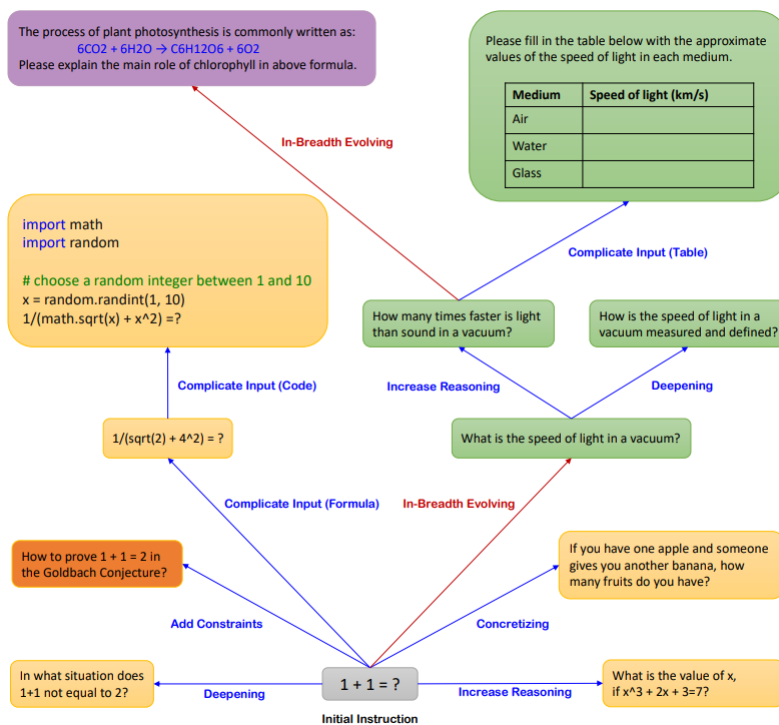 The process of plant photosynthesis is commonly written as:
6CO2 + 6H2O → C6H12O6 + 6O2
Please explain the main role of chlorophyll in above formula.
Please fill in the table below with the approximate
values of the speed of light in each medium.
Medium Speed of light (km/s)
Air
Water
Glass
In-Breadth Evolving
import math
import random
# choose a random integer between 1 and 10
x = random.randint(1, 10)
1/(math.sqrt(x) + x^2) =?
Complicate Input (Table)
How many times faster is light
than sound in a vacuum?
How is the speed of light in a
vacuum measured and defined?
Complicate Input (Code)
Increase Reasoning
Deepening
1/(sqrt(2) + 4^2) = ?
What is the speed of light in a vacuum?
Complicate Input (Formula)
In-Breadth Evolving
How to prove 1 + 1 = 2 in
the Goldbach Conjecture?
If you have one apple and someone
gives you another banana, how
many fruits do you have?
Add Constraints
Concretizing
In what situation does
1+1 not equal to 2?
Deepening
1 + 1 = ?
Increase Reasoning
What is the value of x,
if x^3 + 2x + 3=7?
Initial Instruction